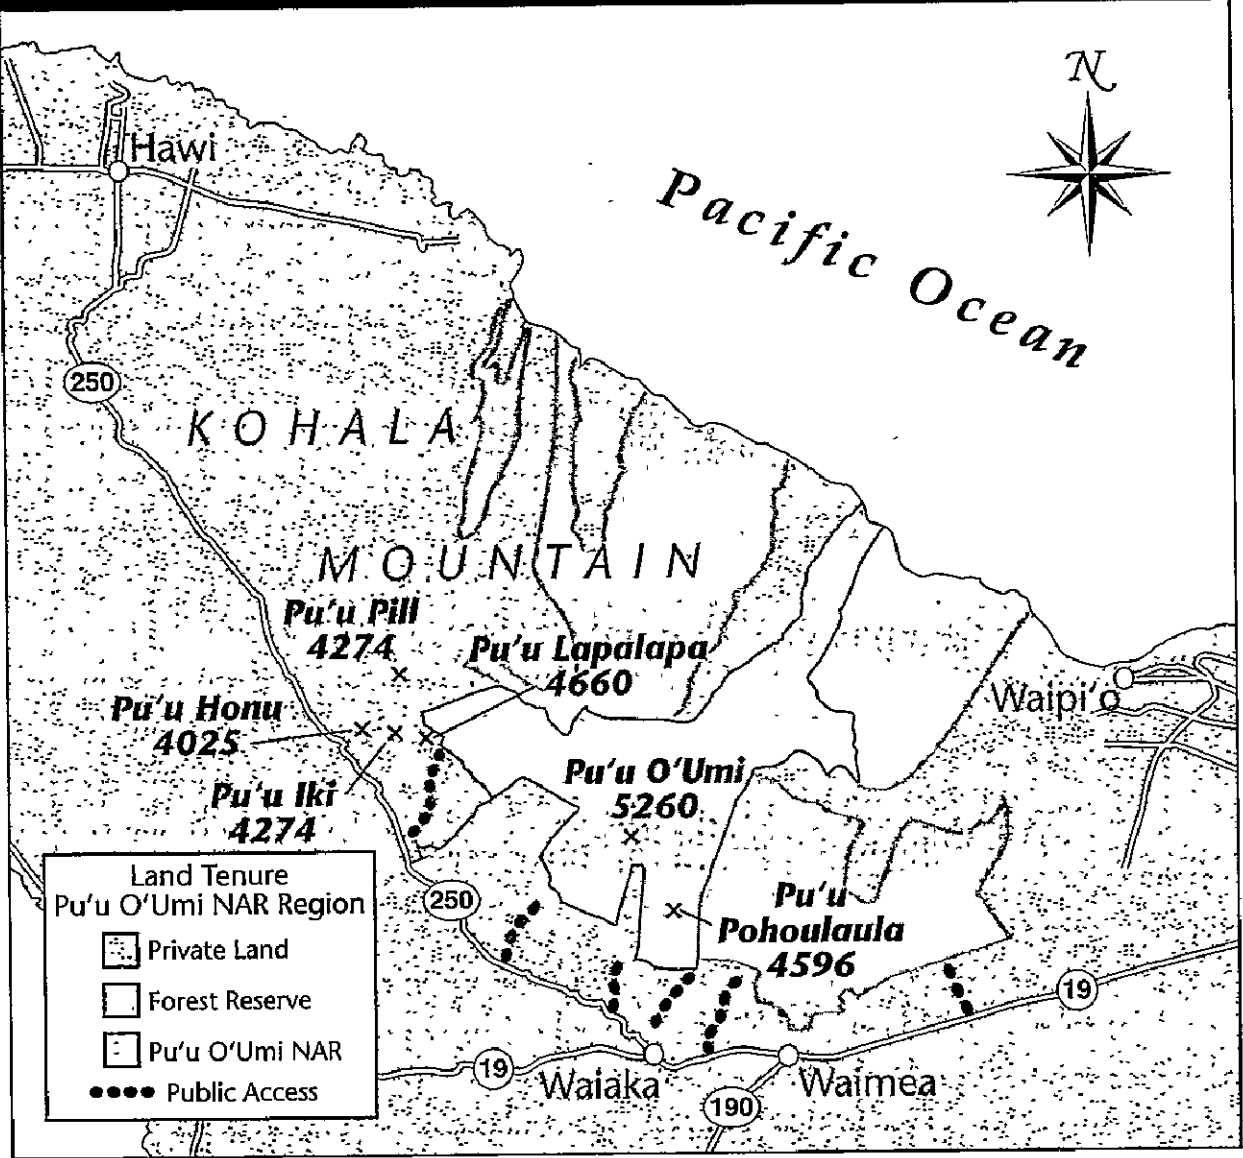 N
Hawi
Pacific Ocean
250
KOHALA
MOUNTAIN
Pu'u Pill
4274
Pu'u Lapalapa
4660
Pu'u Honu
4025
Waipi'o
Pu'u Iki
4274
Pu'u O'Umi
5260
Land Tenure
Pu'u O'Umi NAR Region
Private Land
Forest Reserve
Pu'u O'Umi NAR
Public Access
250
Pu'u
Pohoulaula
4596
19
19
Waiaka
Waimea
190